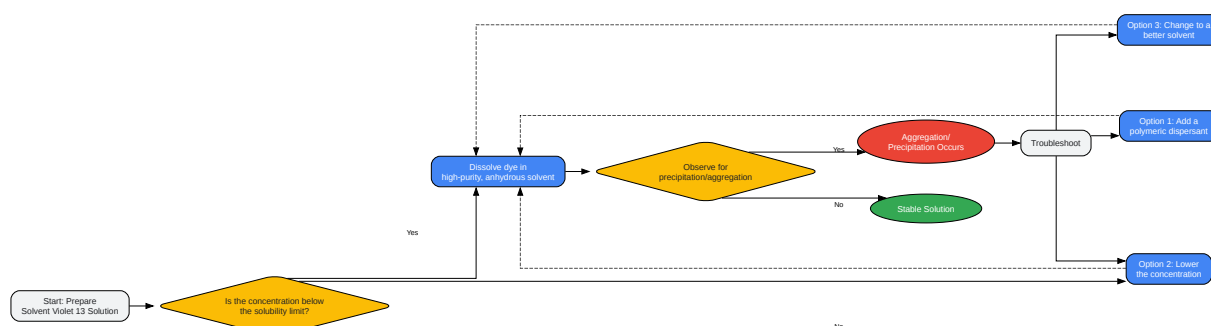 Option 3: Change to a
better solvent
Option 1: Add a
polymeric dispersant
Aggregation/
Precipitation Occurs
Troubleshoot
Yes
Dissolve dye in
high-purity, anhydrous solvent
Observe for
precipitation/aggregation
No
Stable Solution
Yes
Option 2: Lower
the concentration
Start: Prepare
Solvent Violet 13 Solution
Is the concentration below
the solubility limit?
No